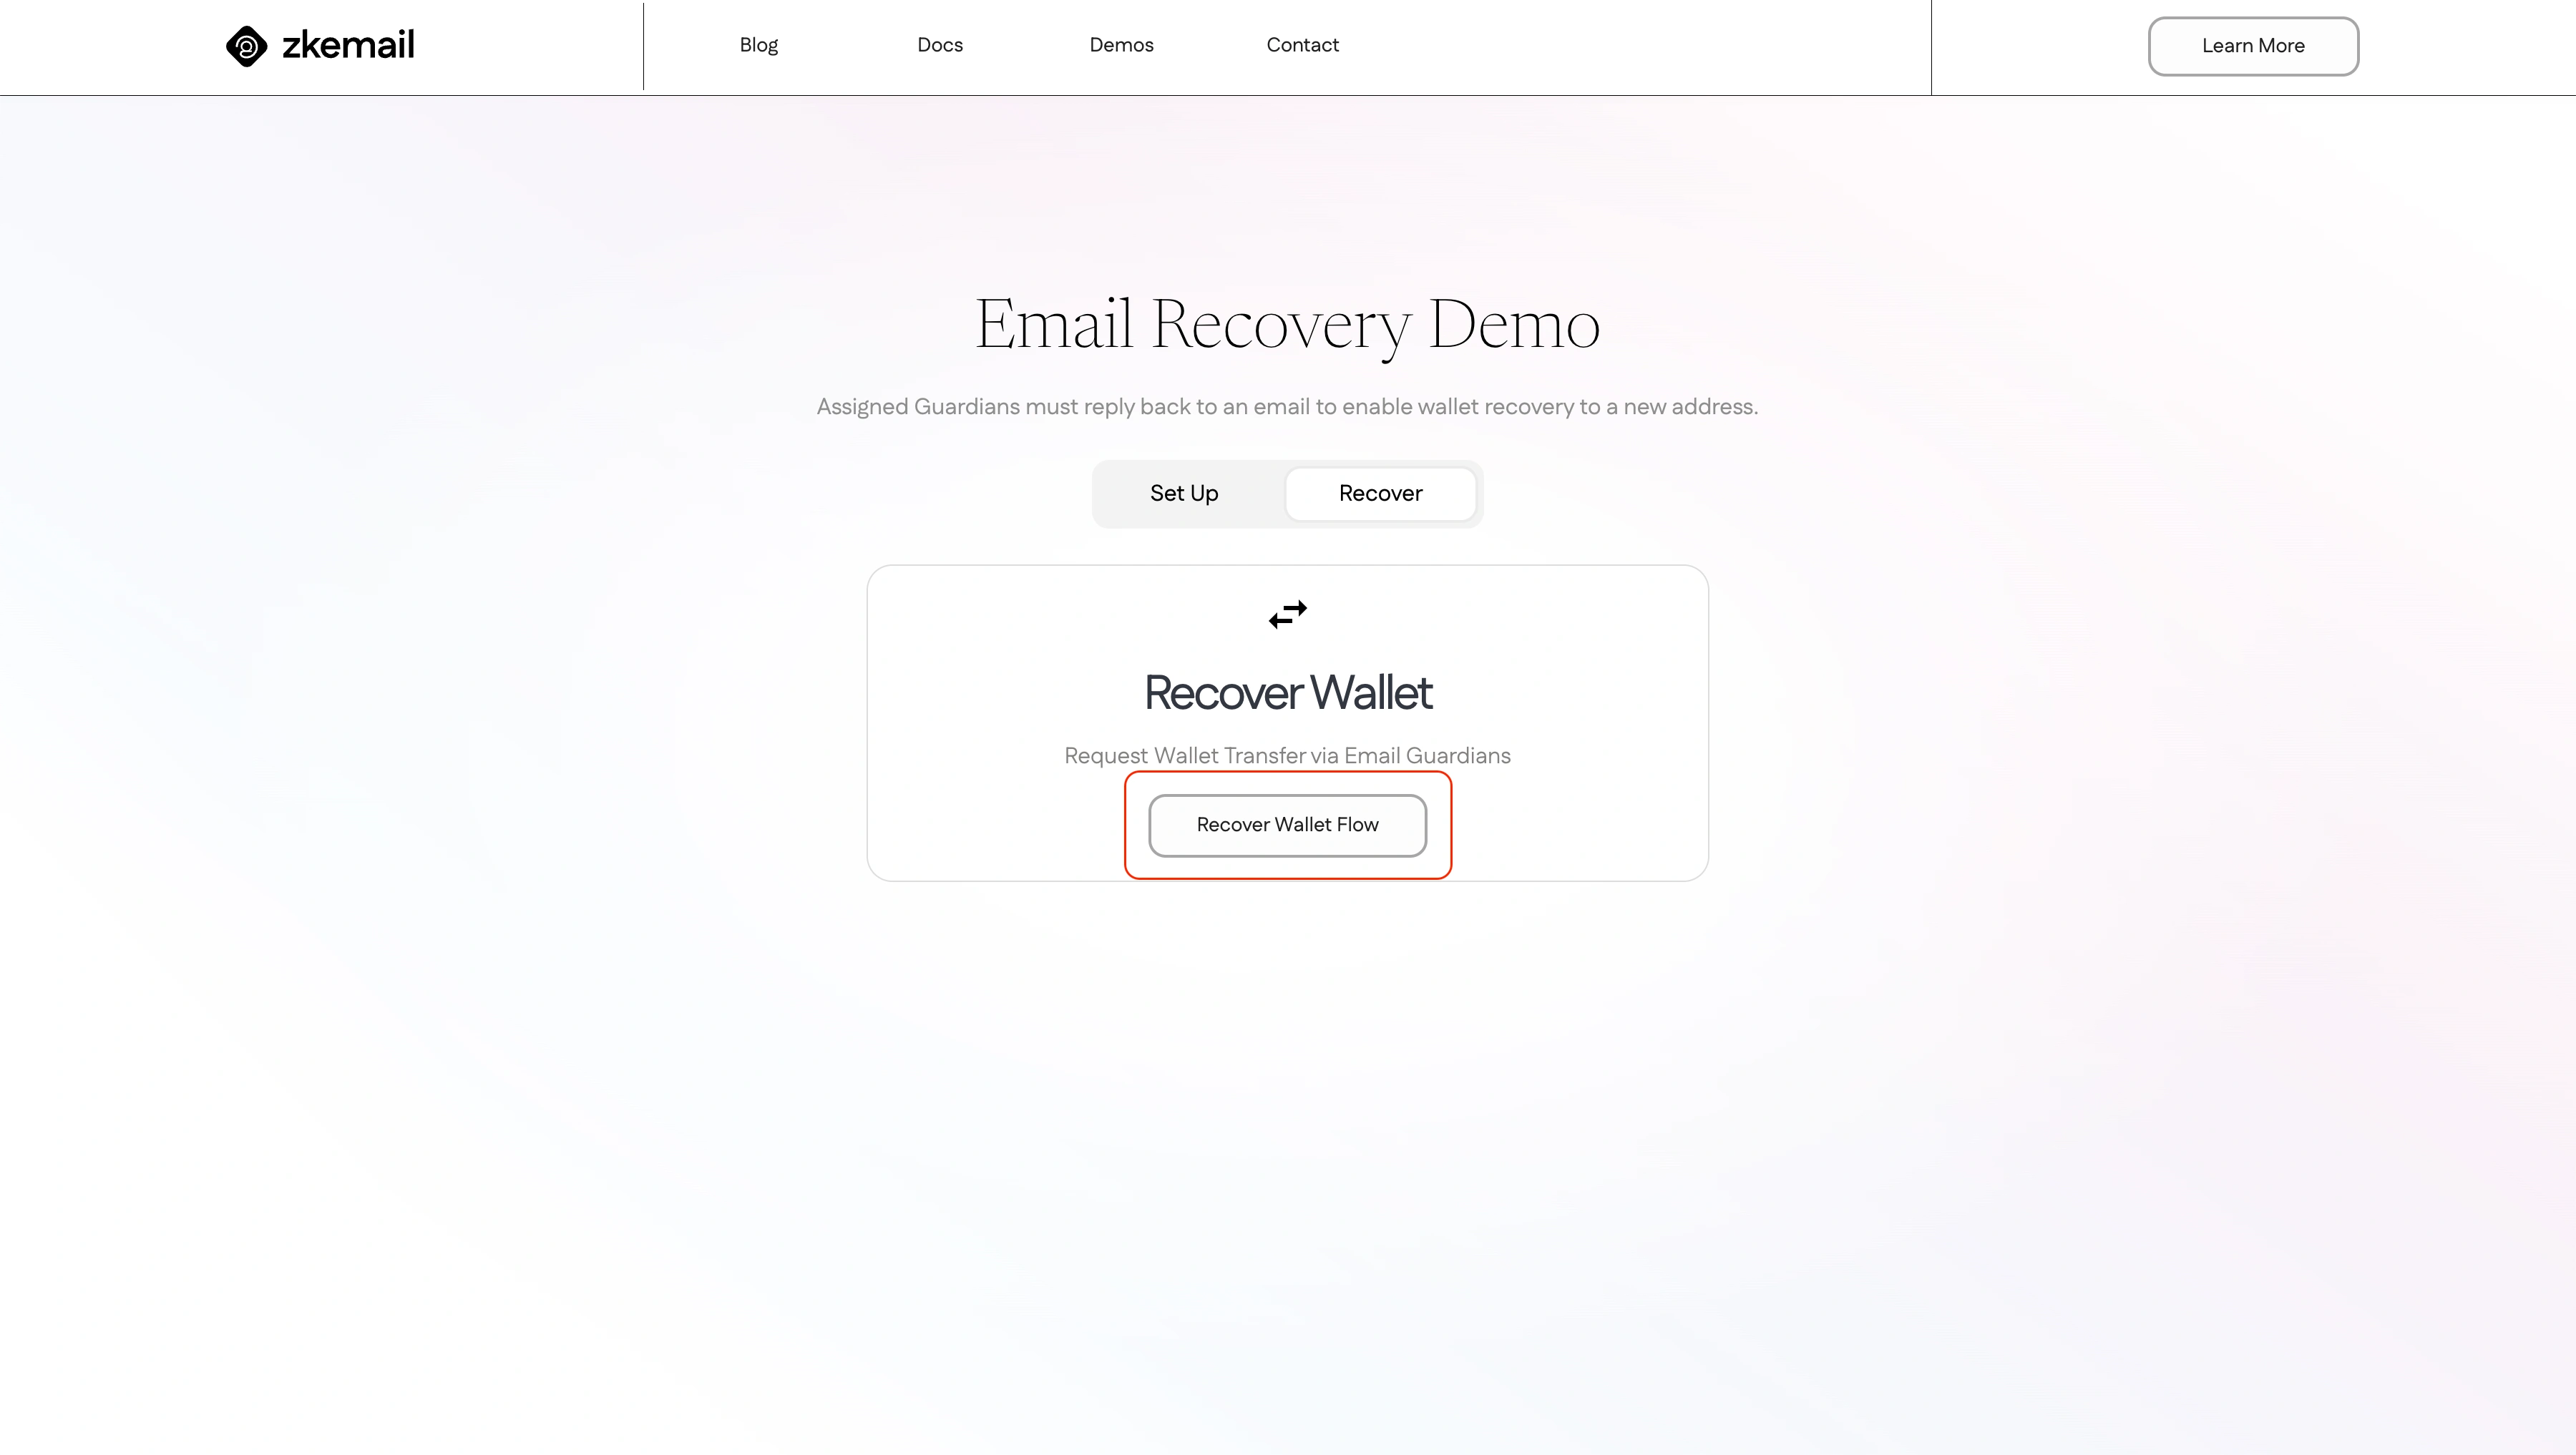 zkemail
Blog
Docs
Demos
Contact
Learn More
Email Recovery Demo
Assigned Guardians must reply back to an email to enable wallet recovery to a new address.
Set Up
Recover
Recover Wallet
Request Wallet Transfer via Email Guardians
Recover Wallet Flow